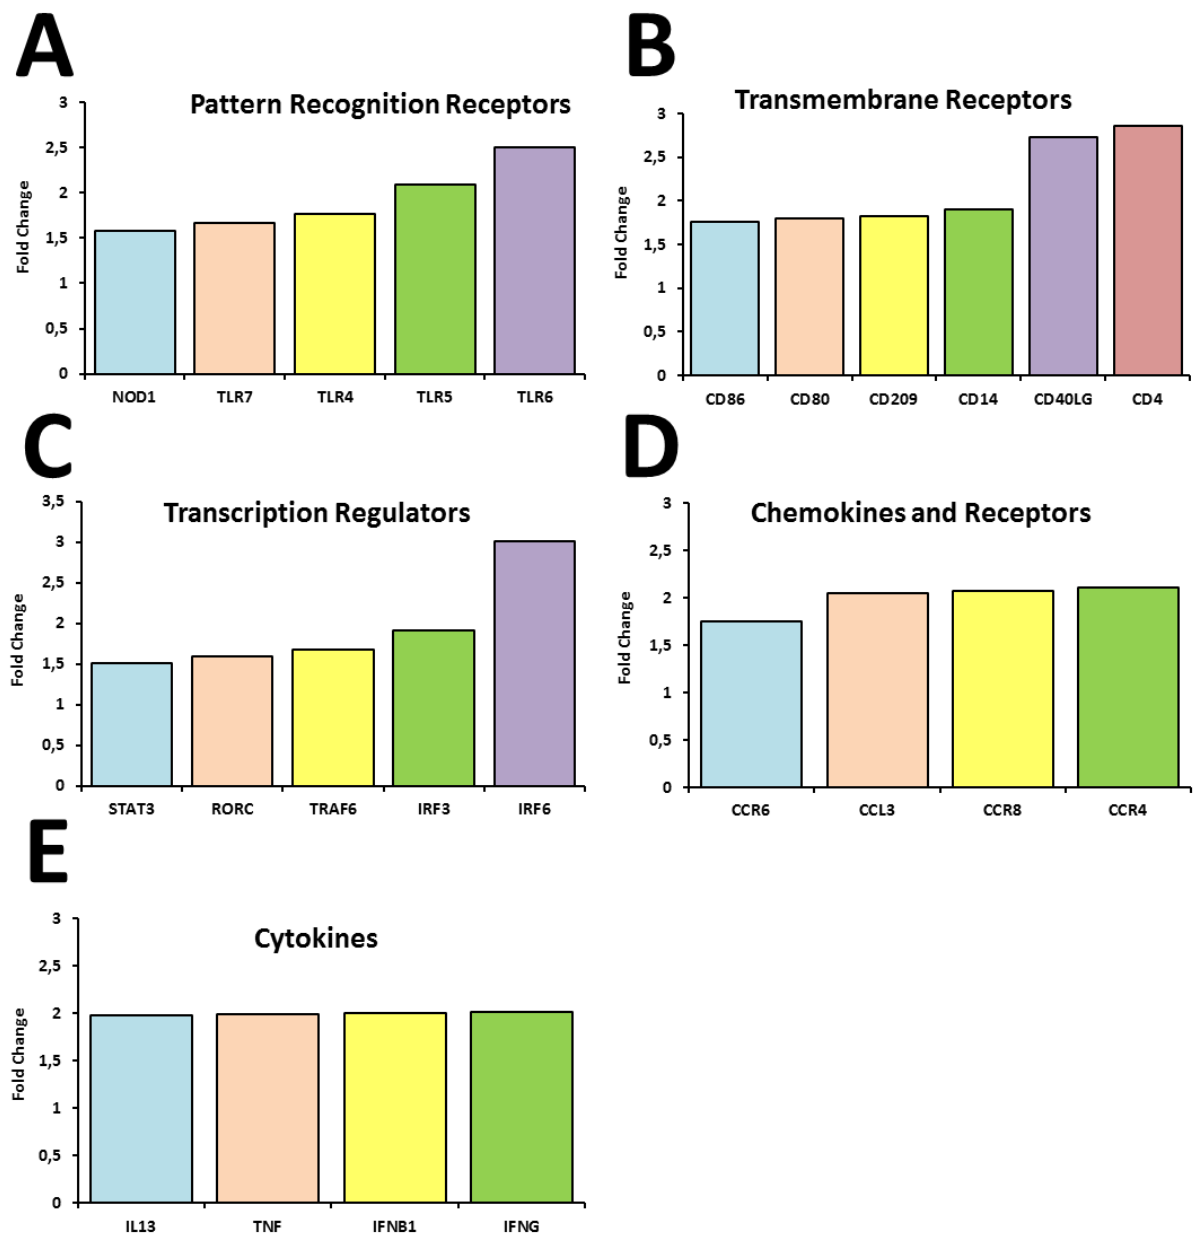 A
Pattern Recognition Receptors
Fold Change
3
2,5
2
1,5
1
0,5
0
NOD1 TLR7 TLR4 TLR5 TLR6
B
Transmembrane Receptors
Fold Change
3
2,5
2
1,5
1
0,5
0
CD86 CD80 CD209 CD14 CD40LG CD4
C
Transcription Regulators
Fold Change
3,5
3
2,5
2
1,5
1
0,5
0
STAT3 RORC TRAF6 IRF3 IRF6
D
Chemokines and Receptors
Fold Change
3
2,5
2
1,5
1
0,5
0
CCR6 CCL3 CCR8 CCR4
E
Cytokines
Fold Change
3
2,5
2
1,5
1
0,5
0
IL13 TNF IFNB1 IFNG